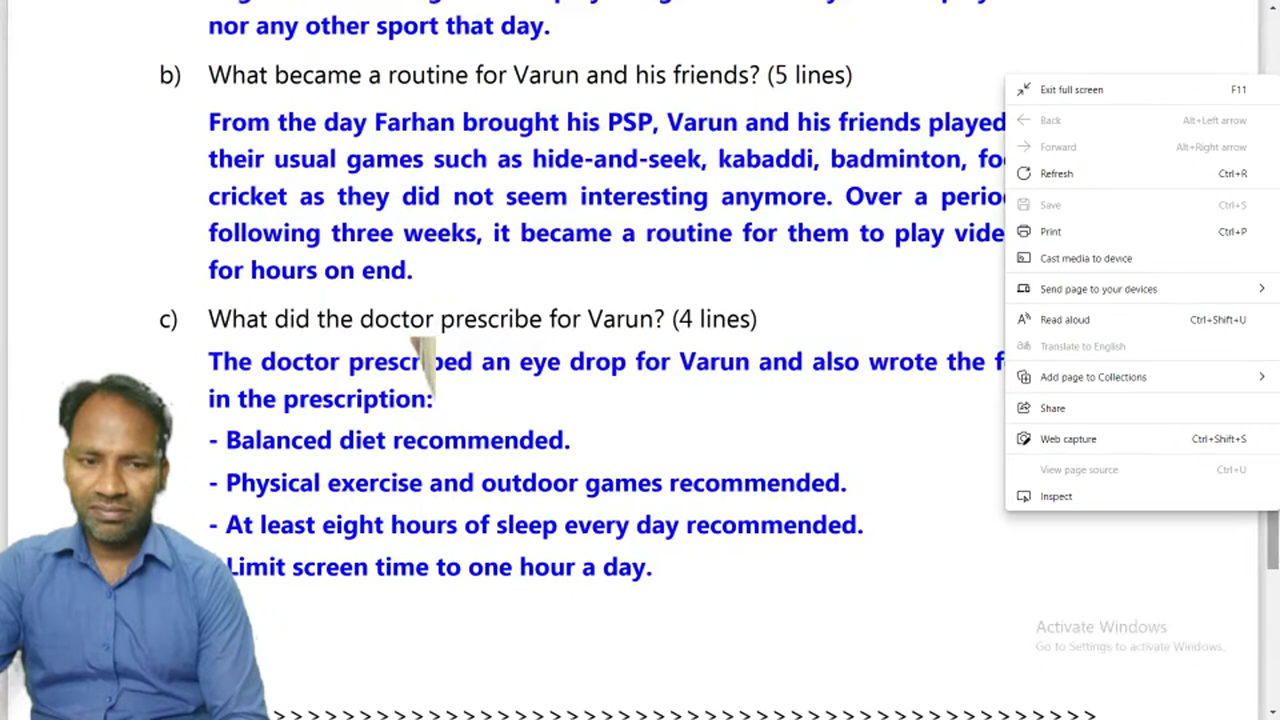 nor any other sport that day.
b) What became a routine for Varun and his friends? (5 lines)
From the day Farhan brought his PSP, Varun and his friends played
their usual games such as hide-and-seek, kabaddi, badminton,
cricket as they did not seem interesting anymore. Over a
following three weeks, it became a routine for them to play
for hours on end.
c) What did the doctor prescribe for Varun? (4 lines)
The doctor prescribed an eye drop for Varun and also wrote the
in the prescription:
- Balanced diet recommended.
- Physical exercise and outdoor games recommended.
- At least eight hours of sleep every day recommended.
Limit screen time to one hour a day.
>>>>>>>>>>>>>>>>>>>>>>>>>>>>>>>>>>>>>>>>>>>>>>>>>>>
Exit full screen F11
Back Alt+Left arrow
Forward Alt+Right arrow
Refresh Ctrl+R
Save Ctrl+S
Print Ctrl+P
Cast media to device
Send page to your devices
Read aloud Ctrl+Shift+U
Translate to English
Add page to Collections
Share
Web capture Ctrl+Shift+S
View page source Ctrl+U
Inspect
Activate Windows
Go to Settings to activate Windows.